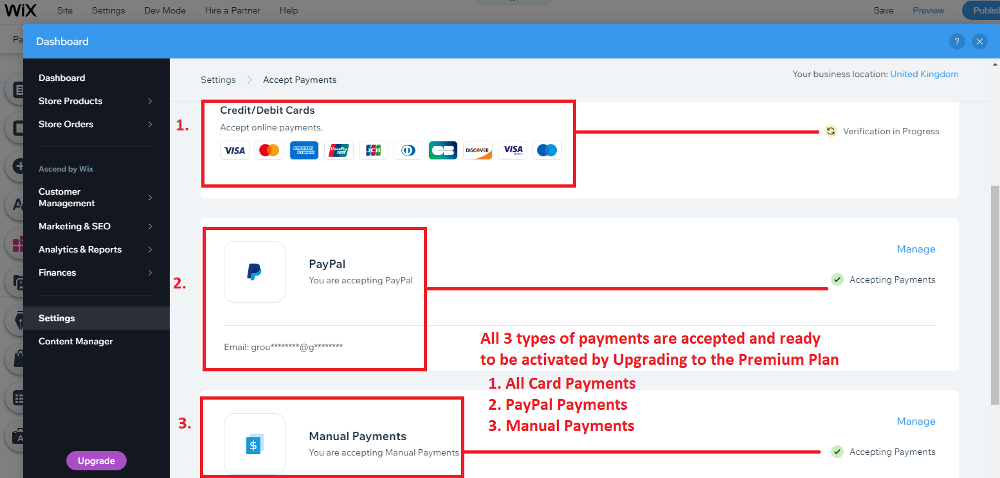 WiX Site Settings Dev Mode Hire a Partner Help Save Preview Publis
Pa
Dashboard ?
Dashboard
Store Products
Store Orders
Ascend by Wix
Customer
Management
Marketing & SEO
Analytics & Reports
Finances
Settings
Content Manager
Upgrade
Settings > Accept Payments
Your business location: United Kingdom
1.
Credit/Debit Cards
Accept online payments.
VISA
AMERICAN EXPRESS
UnionPay
JCB
CB
DISCOVER
VISA
Electron
Verification in Progress
2.
PayPal
You are accepting PayPal
Manage
Accepting Payments
Email: grou********@g********
All 3 types of payments are accepted and ready
to be activated by Upgrading to the Premium Plan
1. All Card Payments
2. PayPal Payments
3. Manual Payments
3.
$
Manual Payments
You are accepting Manual Payments
Manage
Accepting Payments